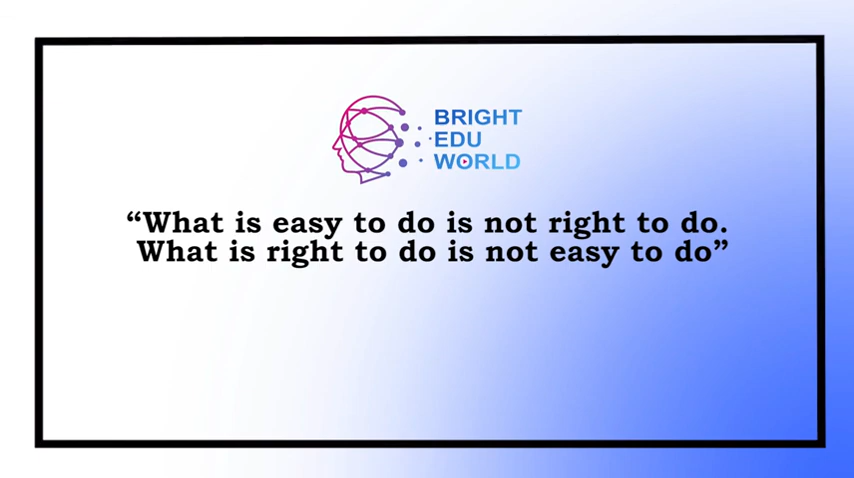 BRIGHT
EDU
WORLD
“What is easy to do is not right to do.
What is right to do is not easy to do”